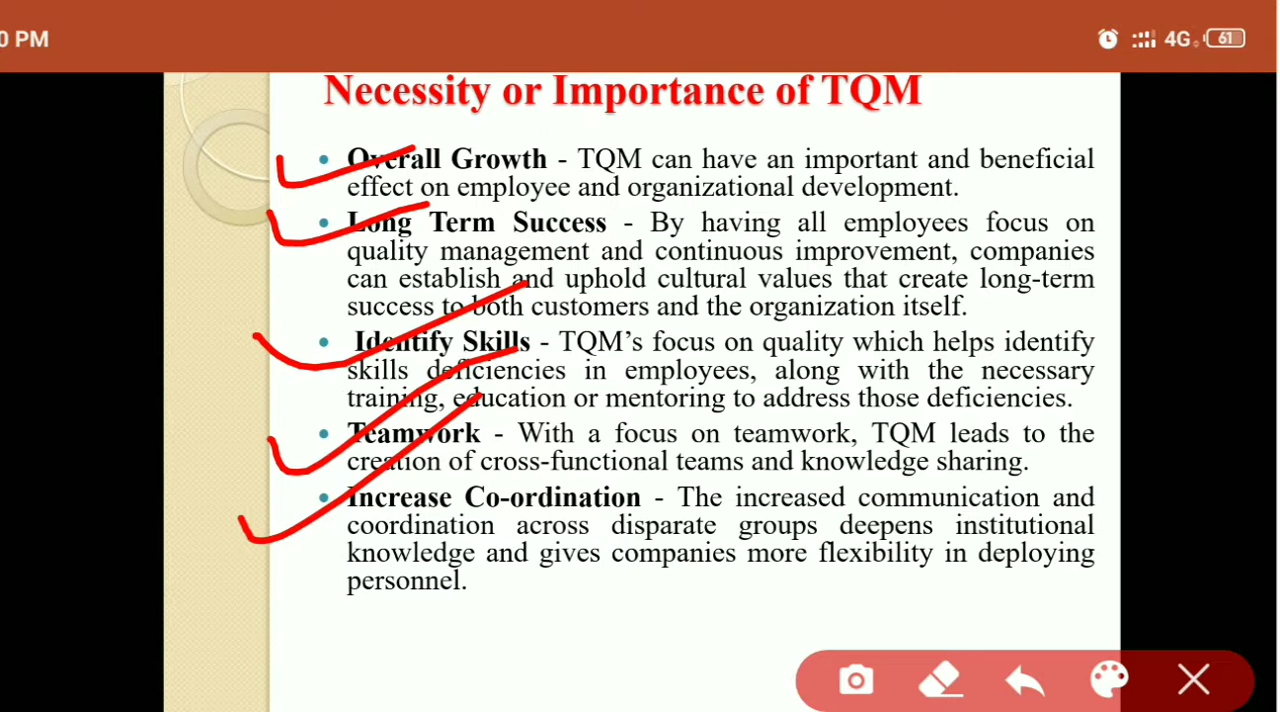 0 PM
4G
61
Necessity or Importance of TQM
• Overall Growth - TQM can have an important and beneficial
effect on employee and organizational development.
• Long Term Success - By having all employees focus on
quality management and continuous improvement, companies
can establish and uphold cultural values that create long-term
success to both customers and the organization itself.
• Identify Skills - TQM’s focus on quality which helps identify
skills deficiencies in employees, along with the necessary
training, education or mentoring to address those deficiencies.
• Teamwork - With a focus on teamwork, TQM leads to the
creation of cross-functional teams and knowledge sharing.
• Increase Co-ordination - The increased communication and
coordination across disparate groups deepens institutional
knowledge and gives companies more flexibility in deploying
personnel.